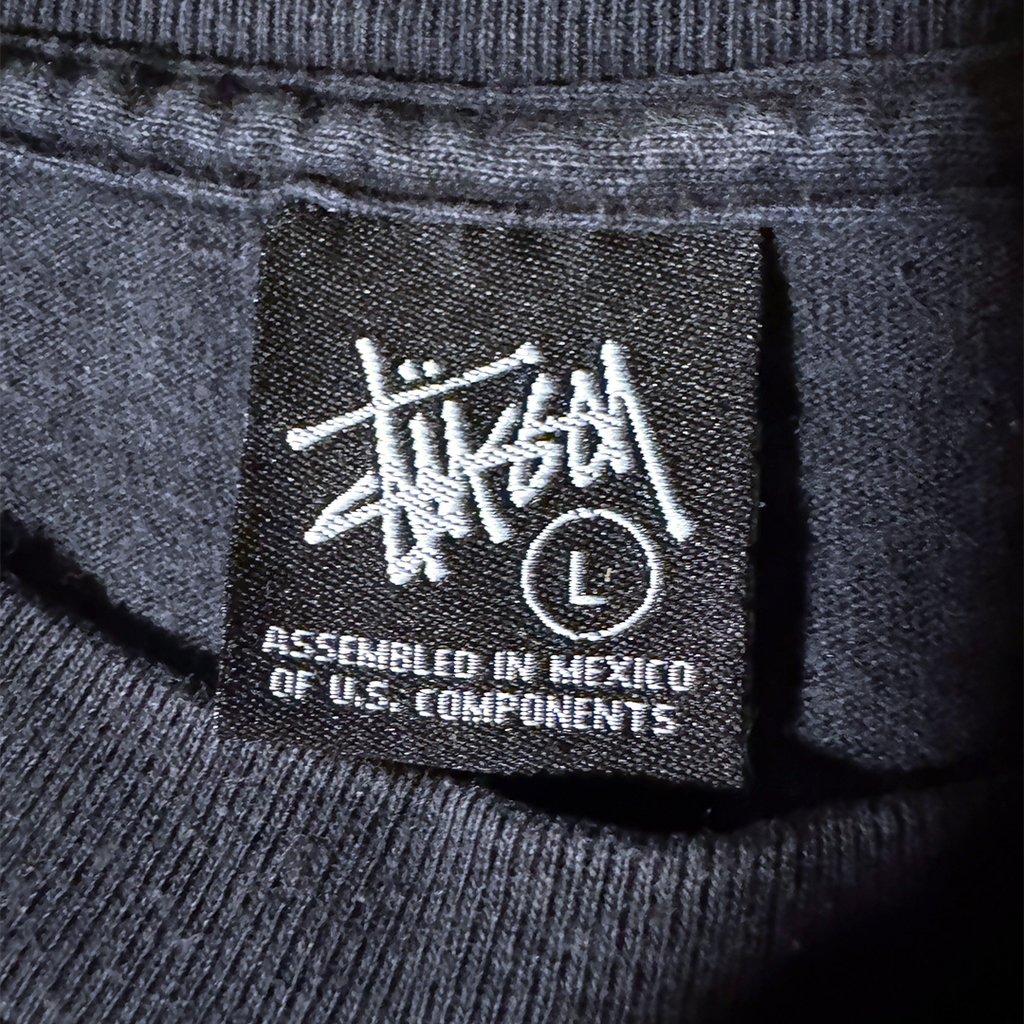 Stüssy
L
ASSEMBLED IN MEXICO
OF U.S. COMPONENTS